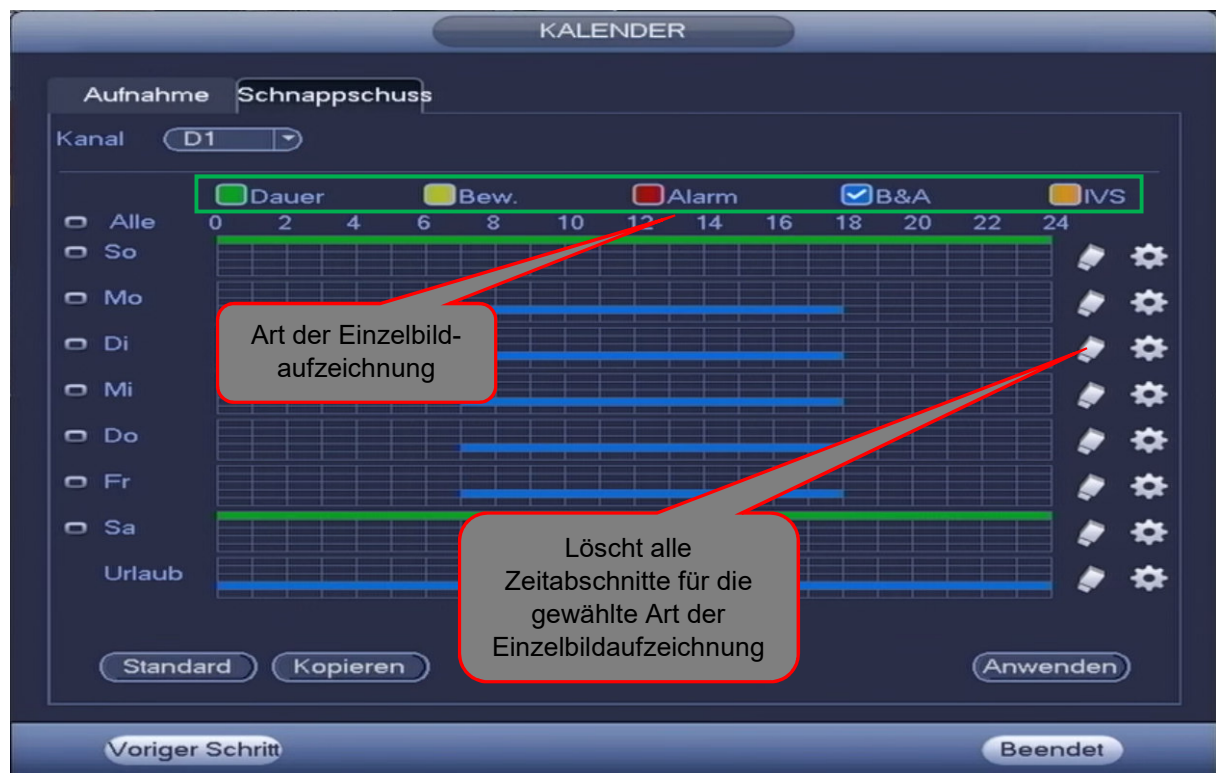 KALENDER
Aufnahme Schnappschuss
Kanal D1
Dauer Bew. Alarm B&A IVS
Alle 0 2 4 6 8 10 12 14 16 18 20 22 24
So
Mo
Art der Einzelbild-
aufzeichnung
Di
Mi
Do
Fr
Sa
Löscht alle
Zeitabschnitte für die
gewählte Art der
Einzelbildaufzeichnung
Urlaub
Standard Kopieren Anwenden
Voriger Schritt Beendet